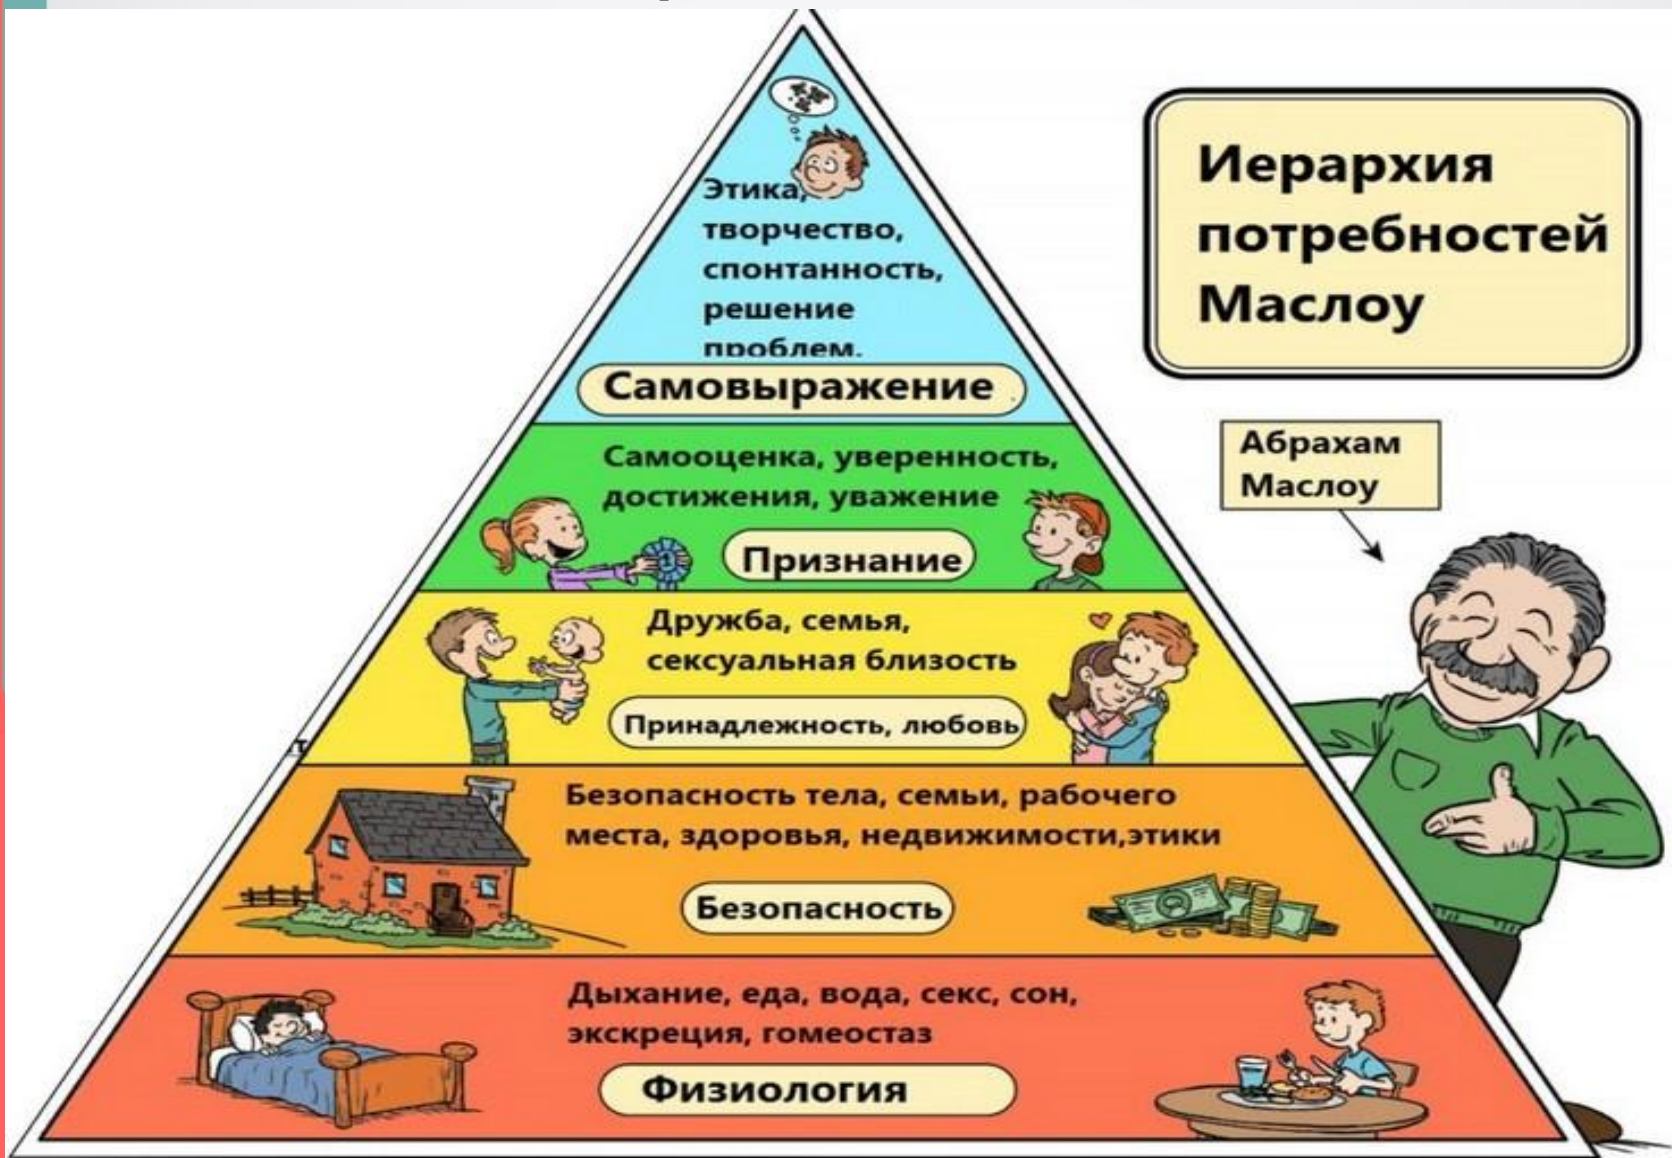 Этика,
творчество,
спонтанность,
решение
проблем.
Самовыражение
Самооценка, уверенность,
достижения, уважение
Признание
Дружба, семья,
сексуальная близость
Принадлежность, любовь
Безопасность тела, семьи, рабочего
места, здоровья, недвижимости,этики
Безопасность
Дыхание, еда, вода, секс, сон,
экскреция, гомеостаз
Физиология
Иерархия
потребностей
Маслоу
Абрахам
Маслоу